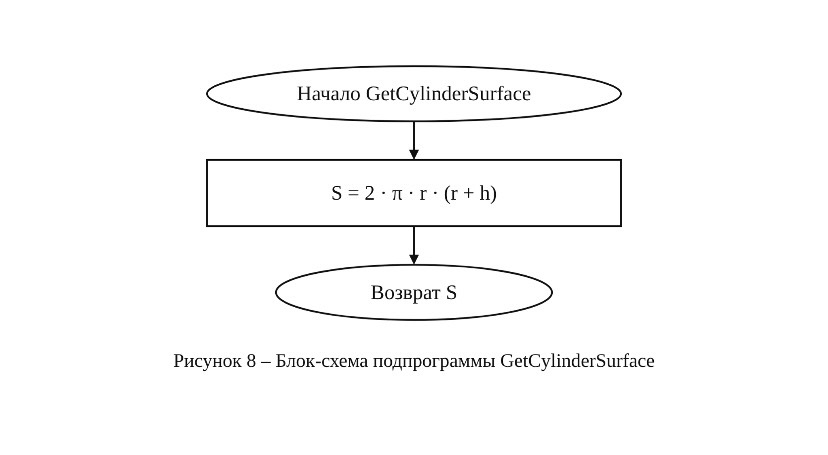 Начало GetCylinderSurface
S = 2 · π · r · (r + h)
Возврат S
Рисунок 8 – Блок-схема подпрограммы GetCylinderSurface